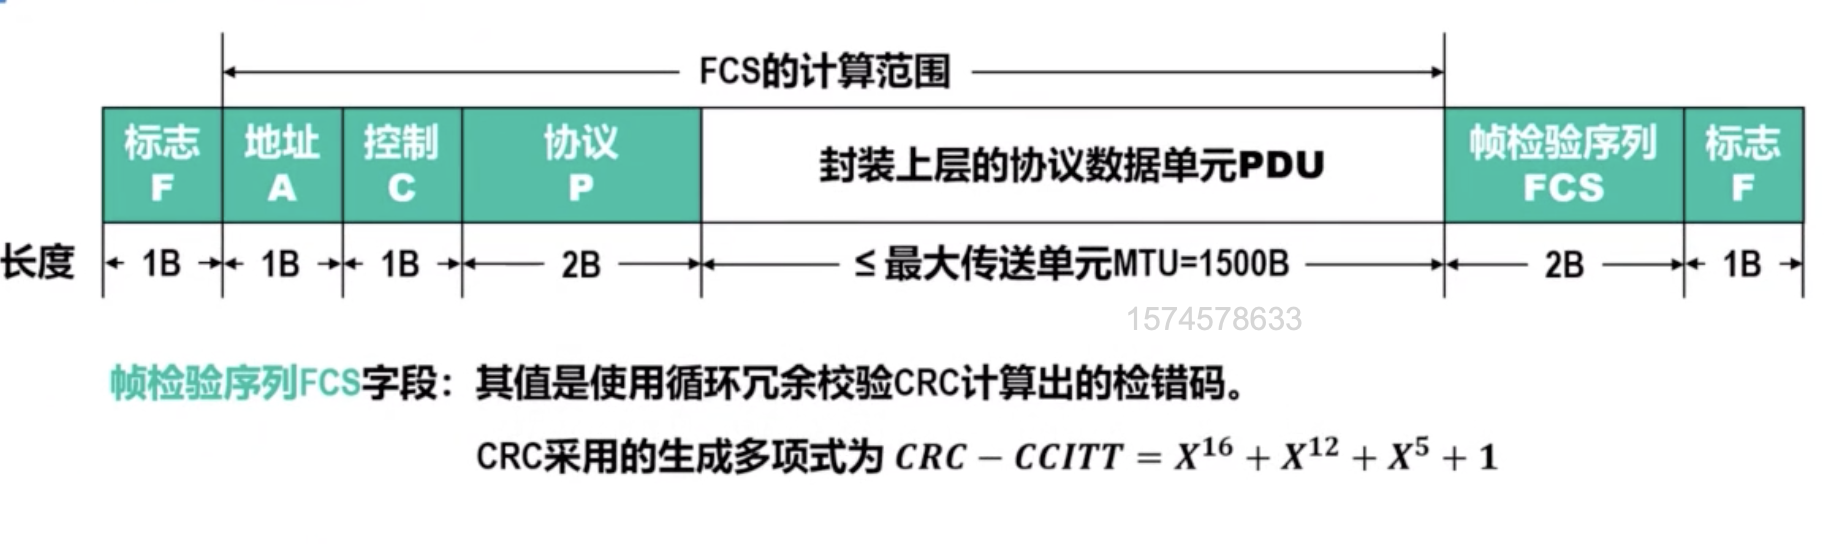 FCS的计算范围
标志 地址 控制 协议 封装上层的协议数据单元PDU 帧检验序列 标志
F A C P FCS F
长度 1B 1B 1B 2B ≤最大传送单元MTU=1500B 2B 1B
1574578633
帧检验序列FCS字段：其值是使用循环冗余校验CRC计算出的检错码。
CRC采用的生成多项式为 CRC − CCITT = X¹⁶ + X¹² + X⁵ + 1